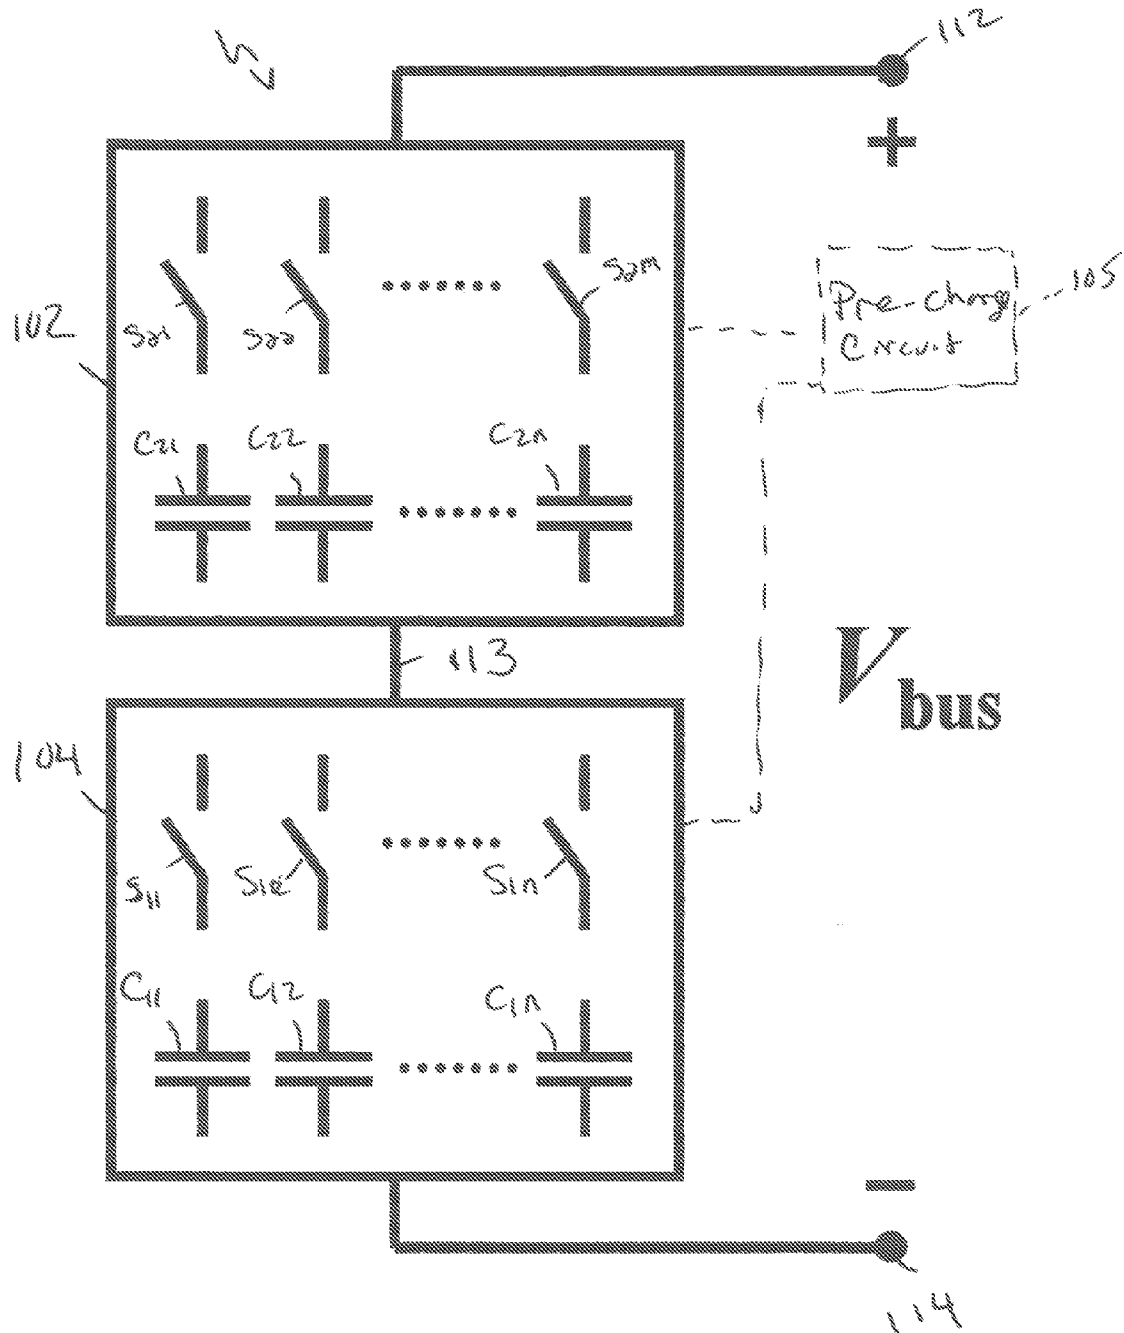 112
+
S21
S22
S2m
Pre-charge
Circuit
105
102
C21
C22
C2n
113
Vbus
104
S11
S12
S1n
C11
C12
C1n
−
114